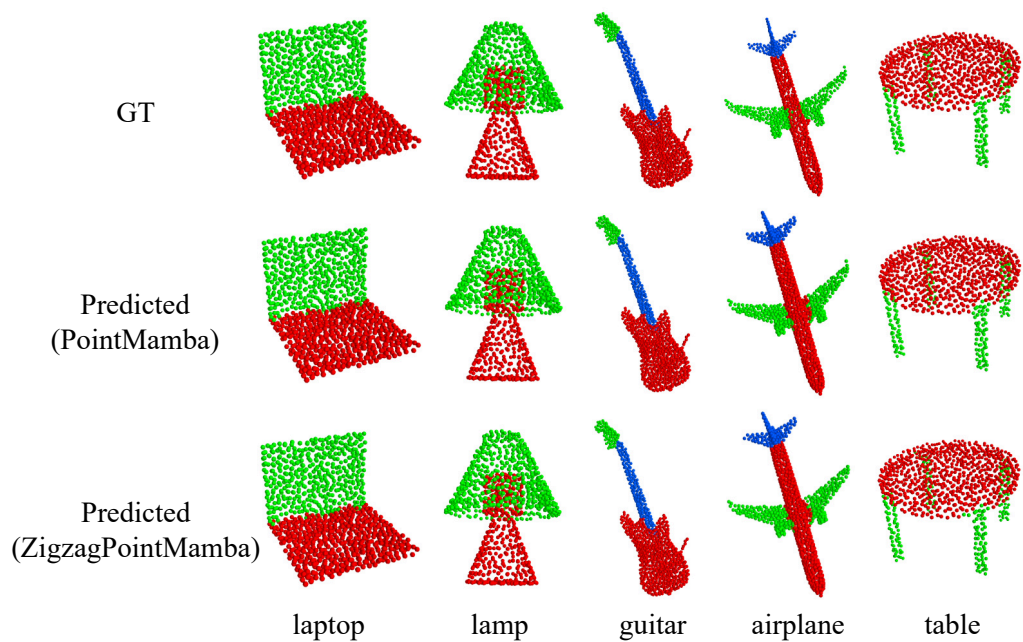 GT
Predicted
(PointMamba)
Predicted
(ZigzagPointMamba)
laptop
lamp
guitar
airplane
table